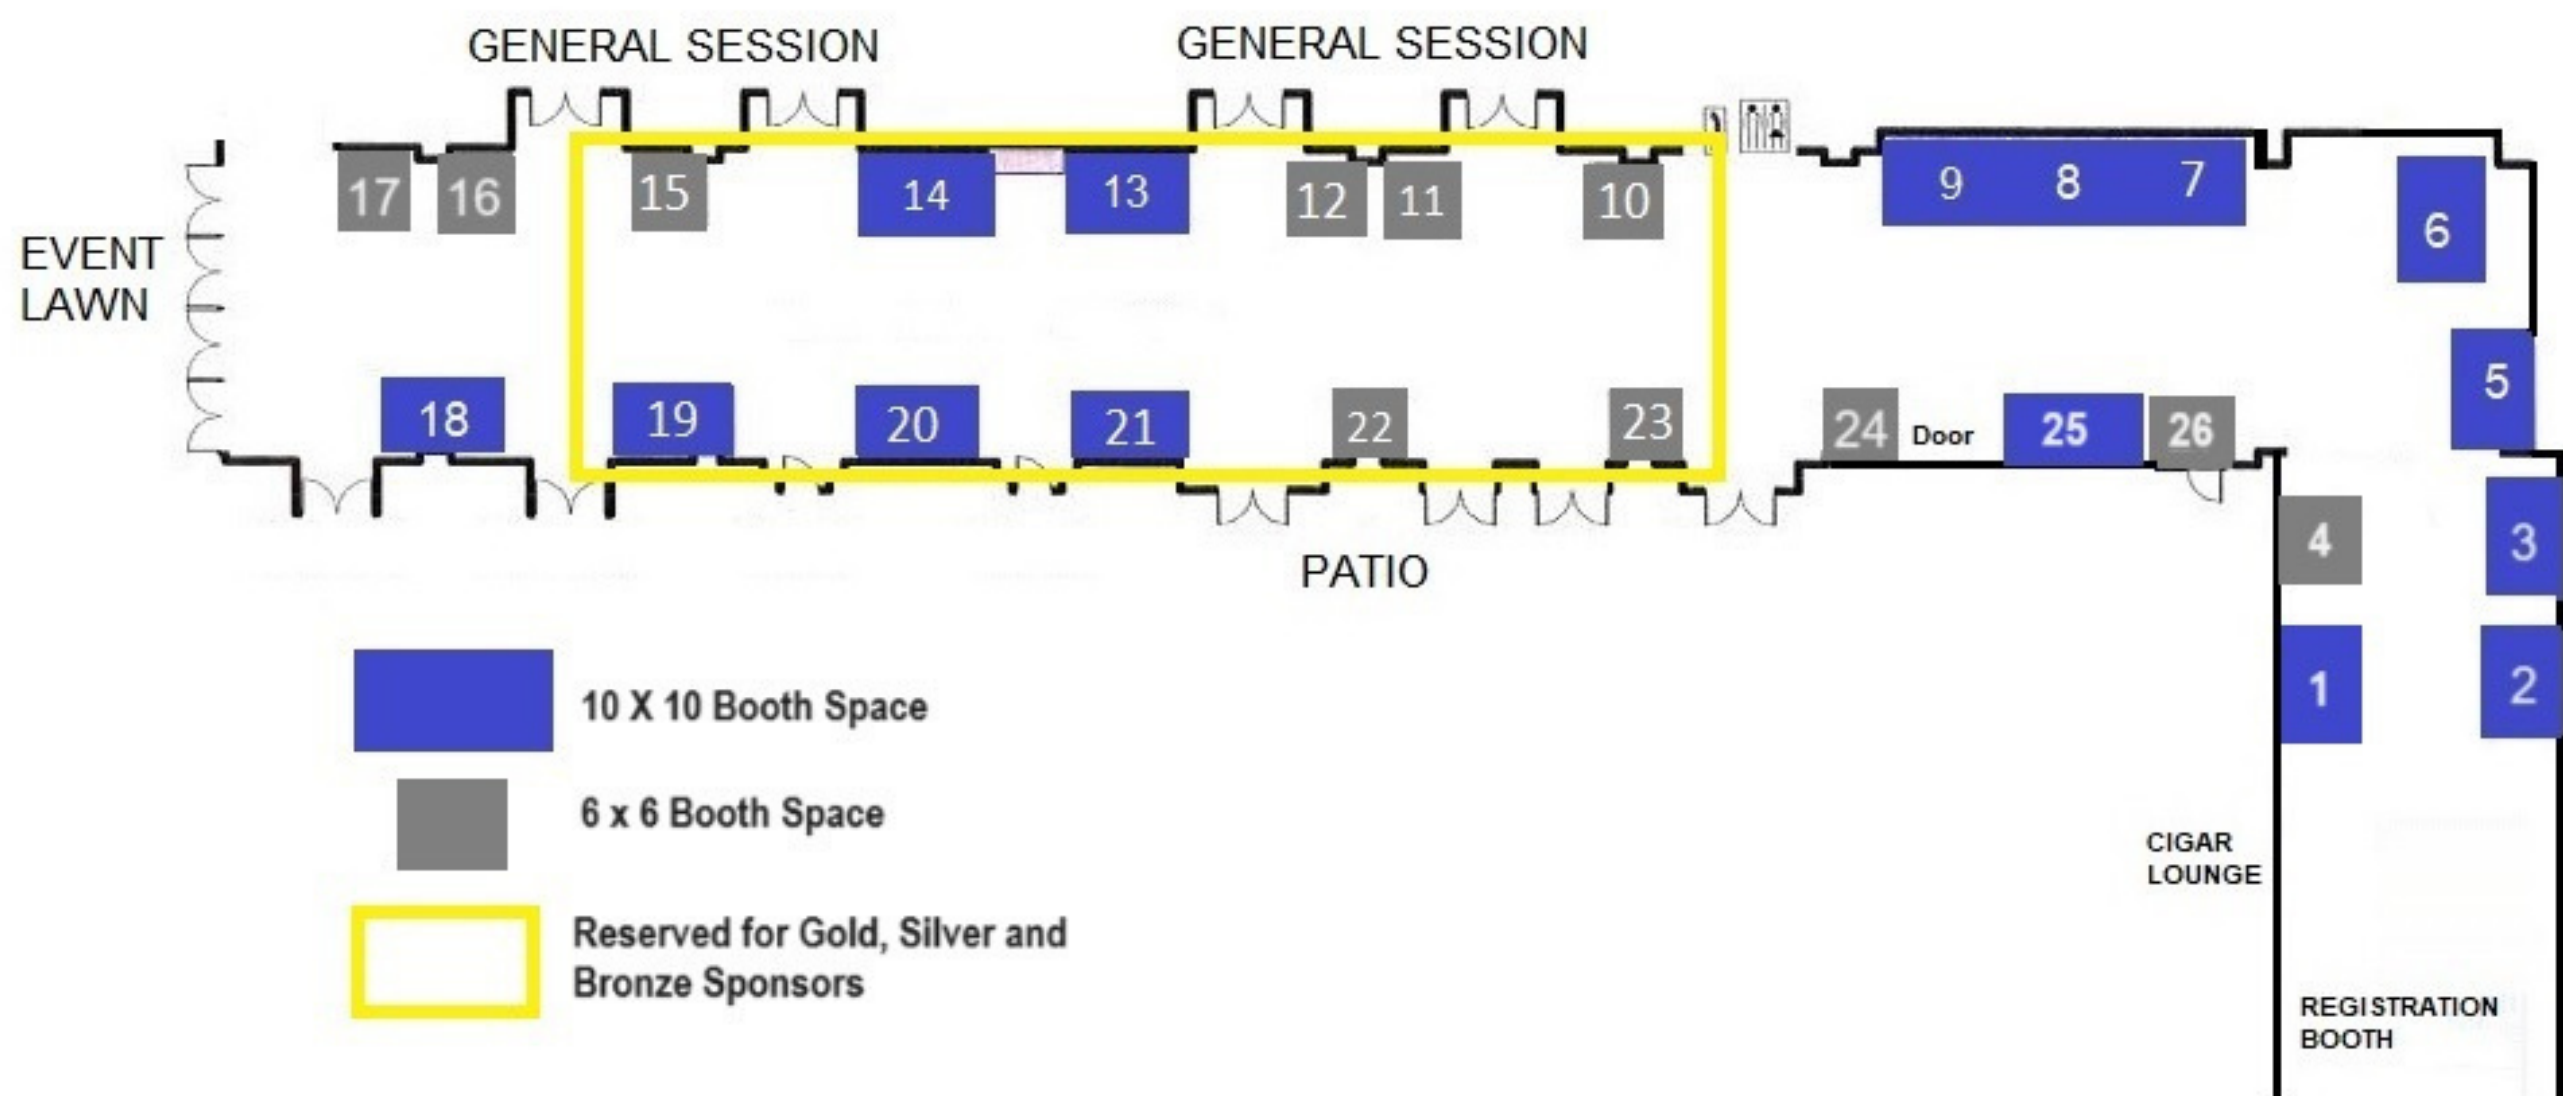 GENERAL SESSION
GENERAL SESSION
17 16 15 14 13 12 11 10 9 8 7
6
EVENT
LAWN
18 19 20 21 22 23 24 Door 25 26
5
4 3
PATIO
1 2
10 X 10 Booth Space
6 x 6 Booth Space
CIGAR
LOUNGE
Reserved for Gold, Silver and
Bronze Sponsors
REGISTRATION
BOOTH